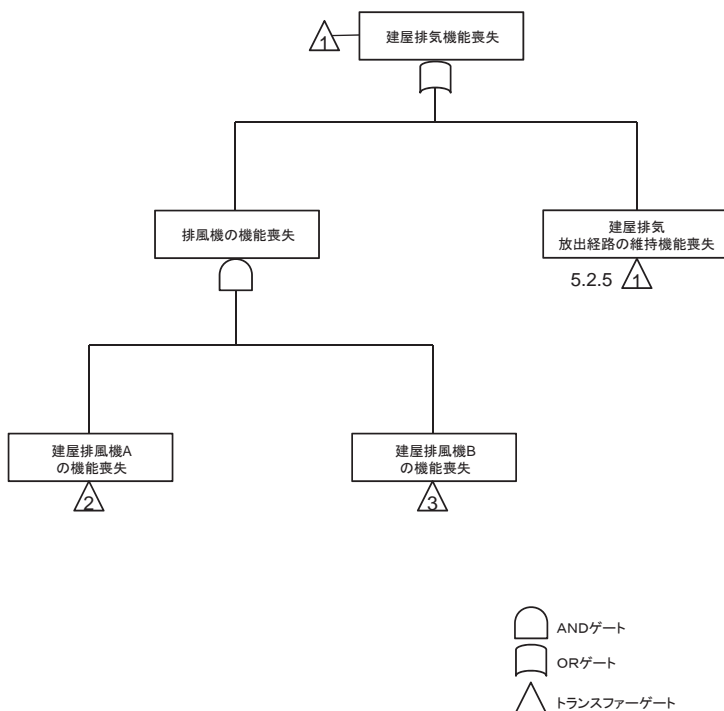 1
建屋排気機能喪失
排風機の機能喪失
建屋排気
放出経路の維持機能喪失
5.2.5 1
建屋排風機A
の機能喪失
2
建屋排風機B
の機能喪失
3
ANDゲート
ORゲート
トランスファーゲート